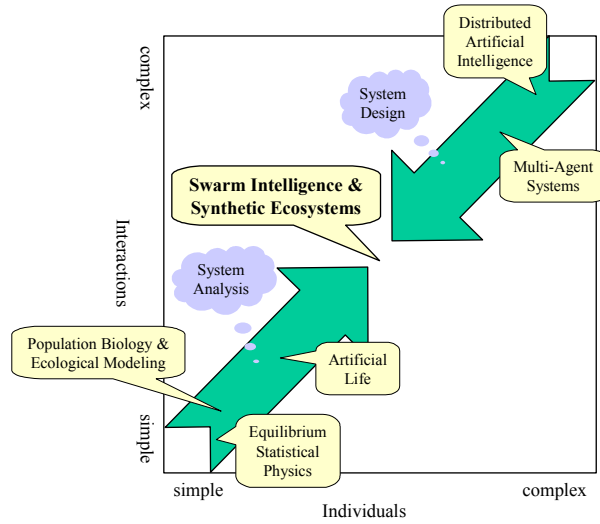 Distributed
Artificial
Intelligence
complex
System
Design
Multi-Agent
Systems
Swarm Intelligence &
Synthetic Ecosystems
Interactions
System
Analysis
Population Biology &
Ecological Modeling
Artificial
Life
simple
Equilibrium
Statistical
Physics
simple
complex
Individuals